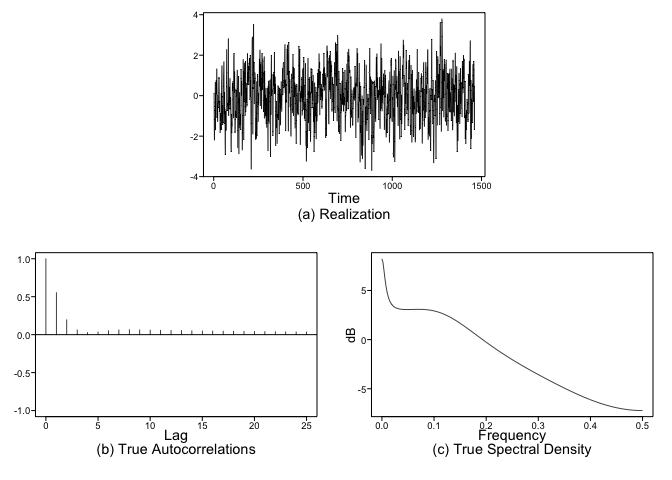 4
2
0
-2
-4
0 500 1000 1500
Time
(a) Realization
1.0
0.5
0.0
-0.5
-1.0
0 5 10 15 20 25
Lag
(b) True Autocorrelations
5
0
-5
dB
0.0 0.1 0.2 0.3 0.4 0.5
Frequency
(c) True Spectral Density